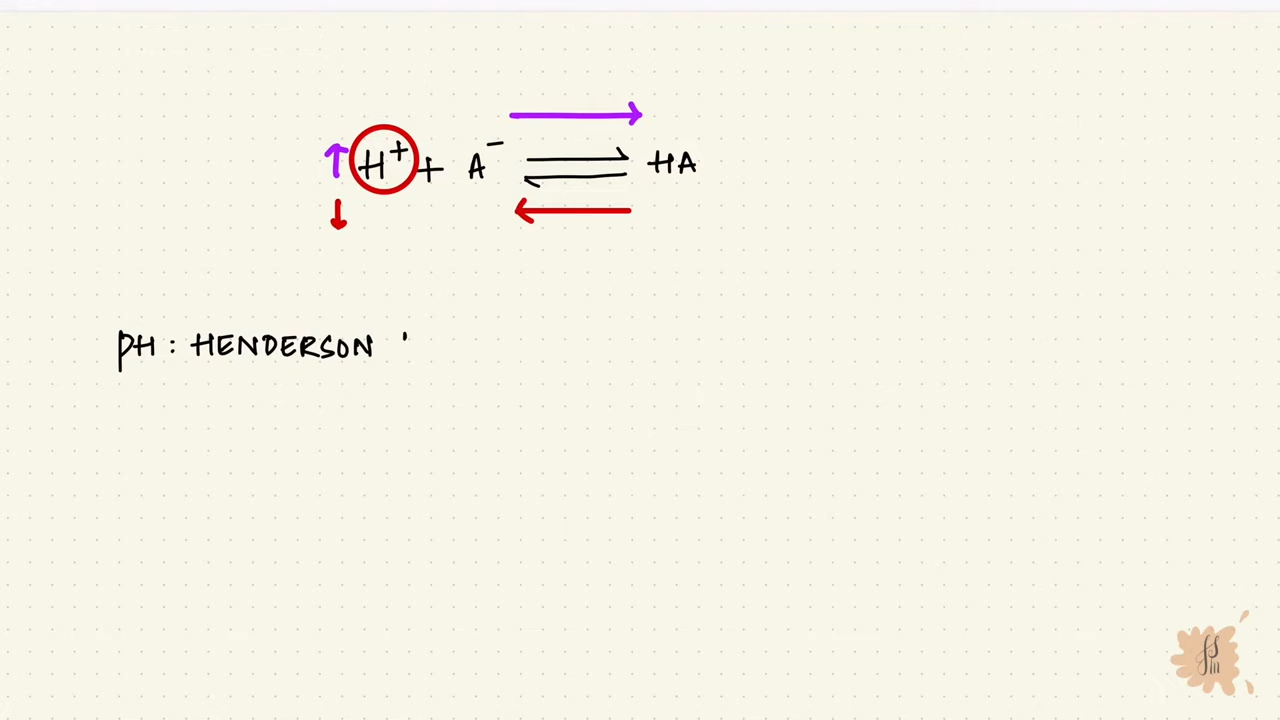 H⁺ + A⁻ ⇌ HA
pH : HENDERSON